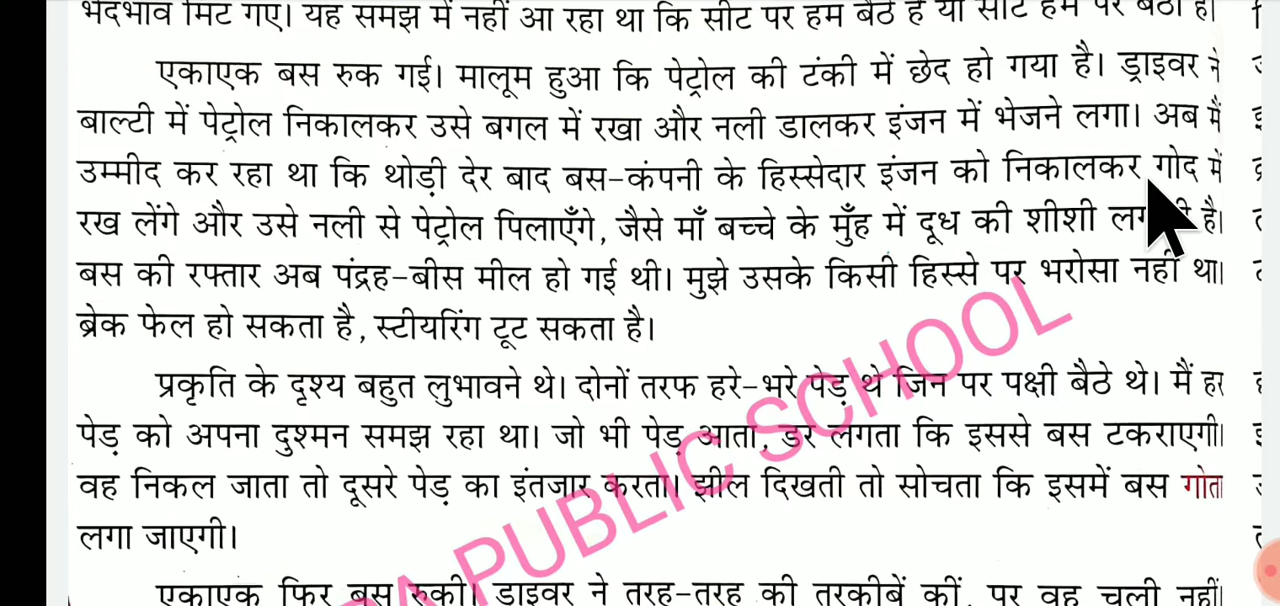 भेदभाव मिट गए। यह समझ में नहीं आ रहा था कि सीट पर हम बैठे हैं या सीट हम पर बैठी है।
एकाएक बस रुक गई। मालूम हुआ कि पेट्रोल की टंकी में छेद हो गया है। ड्राइवर ने
बाल्टी में पेट्रोल निकालकर उसे बगल में रखा और नली डालकर इंजन में भेजने लगा। अब मैं
उम्मीद कर रहा था कि थोड़ी देर बाद बस-कंपनी के हिस्सेदार इंजन को निकालकर गोद में
रख लेंगे और उसे नली से पेट्रोल पिलाएँगे, जैसे माँ बच्चे के मुँह में दूध की शीशी है।
बस की रफ्तार अब पंद्रह-बीस मील हो गई थी। मुझे उसके किसी हिस्से पर भरोसा नहीं था।
ब्रेक फेल हो सकता है, स्टीयरिंग टूट सकता है।
प्रकृति के दृश्य बहुत लुभावने थे। दोनों तरफ हरे-भरे पेड़ थे जिन पर पक्षी बैठे थे। मैं हर
पेड़ को अपना दुश्मन समझ रहा था। जो भी पेड़ आता, डर लगता कि इससे बस टकराएगी।
वह निकल जाता तो दूसरे पेड़ का इंतजार करता। झील दिखती तो सोचता कि इसमें बस गोता
लगा जाएगी।
एकाएक फिर बस रुकी। ड्राइवर ने तरह-तरह की तरकीबें कीं, पर वह चली नहीं।
PUBLIC SCHOOL